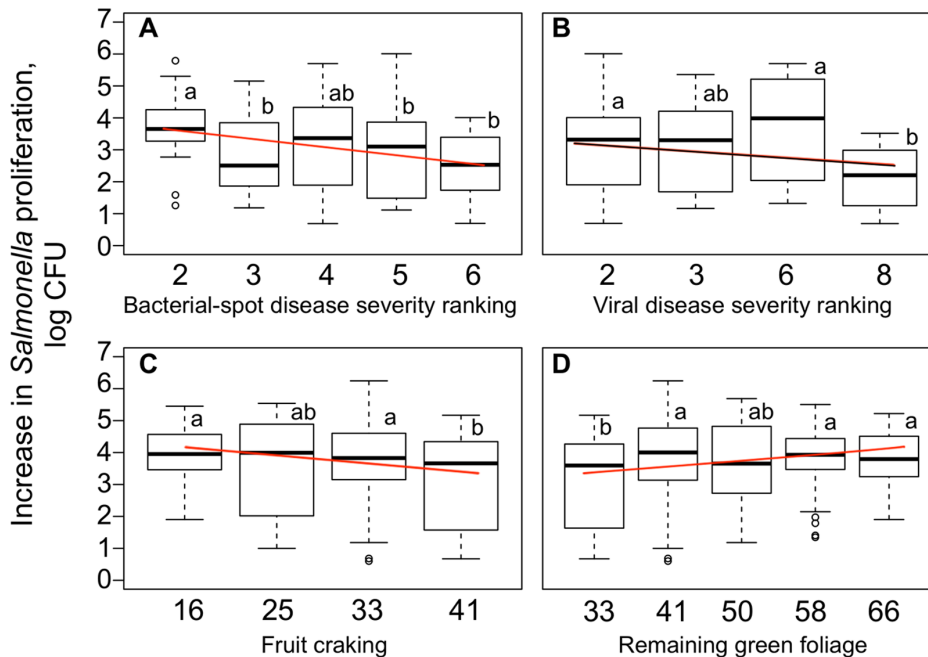 Increase in Salmonella proliferation,
log CFU
A
7
6
5
4
3
2
1
0
a
b
ab
b
b
2 3 4 5 6
Bacterial-spot disease severity ranking
B
a
ab
a
b
2 3 6 8
Viral disease severity ranking
C
7
6
5
4
3
2
1
0
a
ab
a
b
16 25 33 41
Fruit craking
D
b
a
ab
a
a
33 41 50 58 66
Remaining green foliage